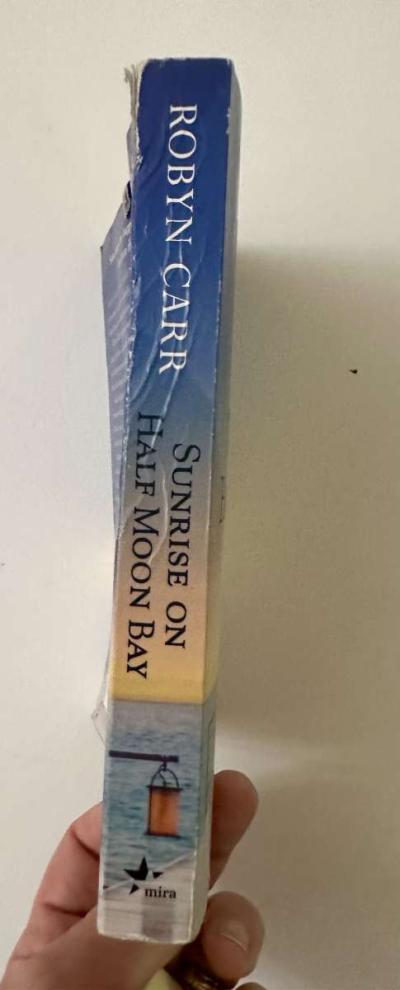 ROBYN CARR
SUNRISE ON
HALF MOON BAY
mira